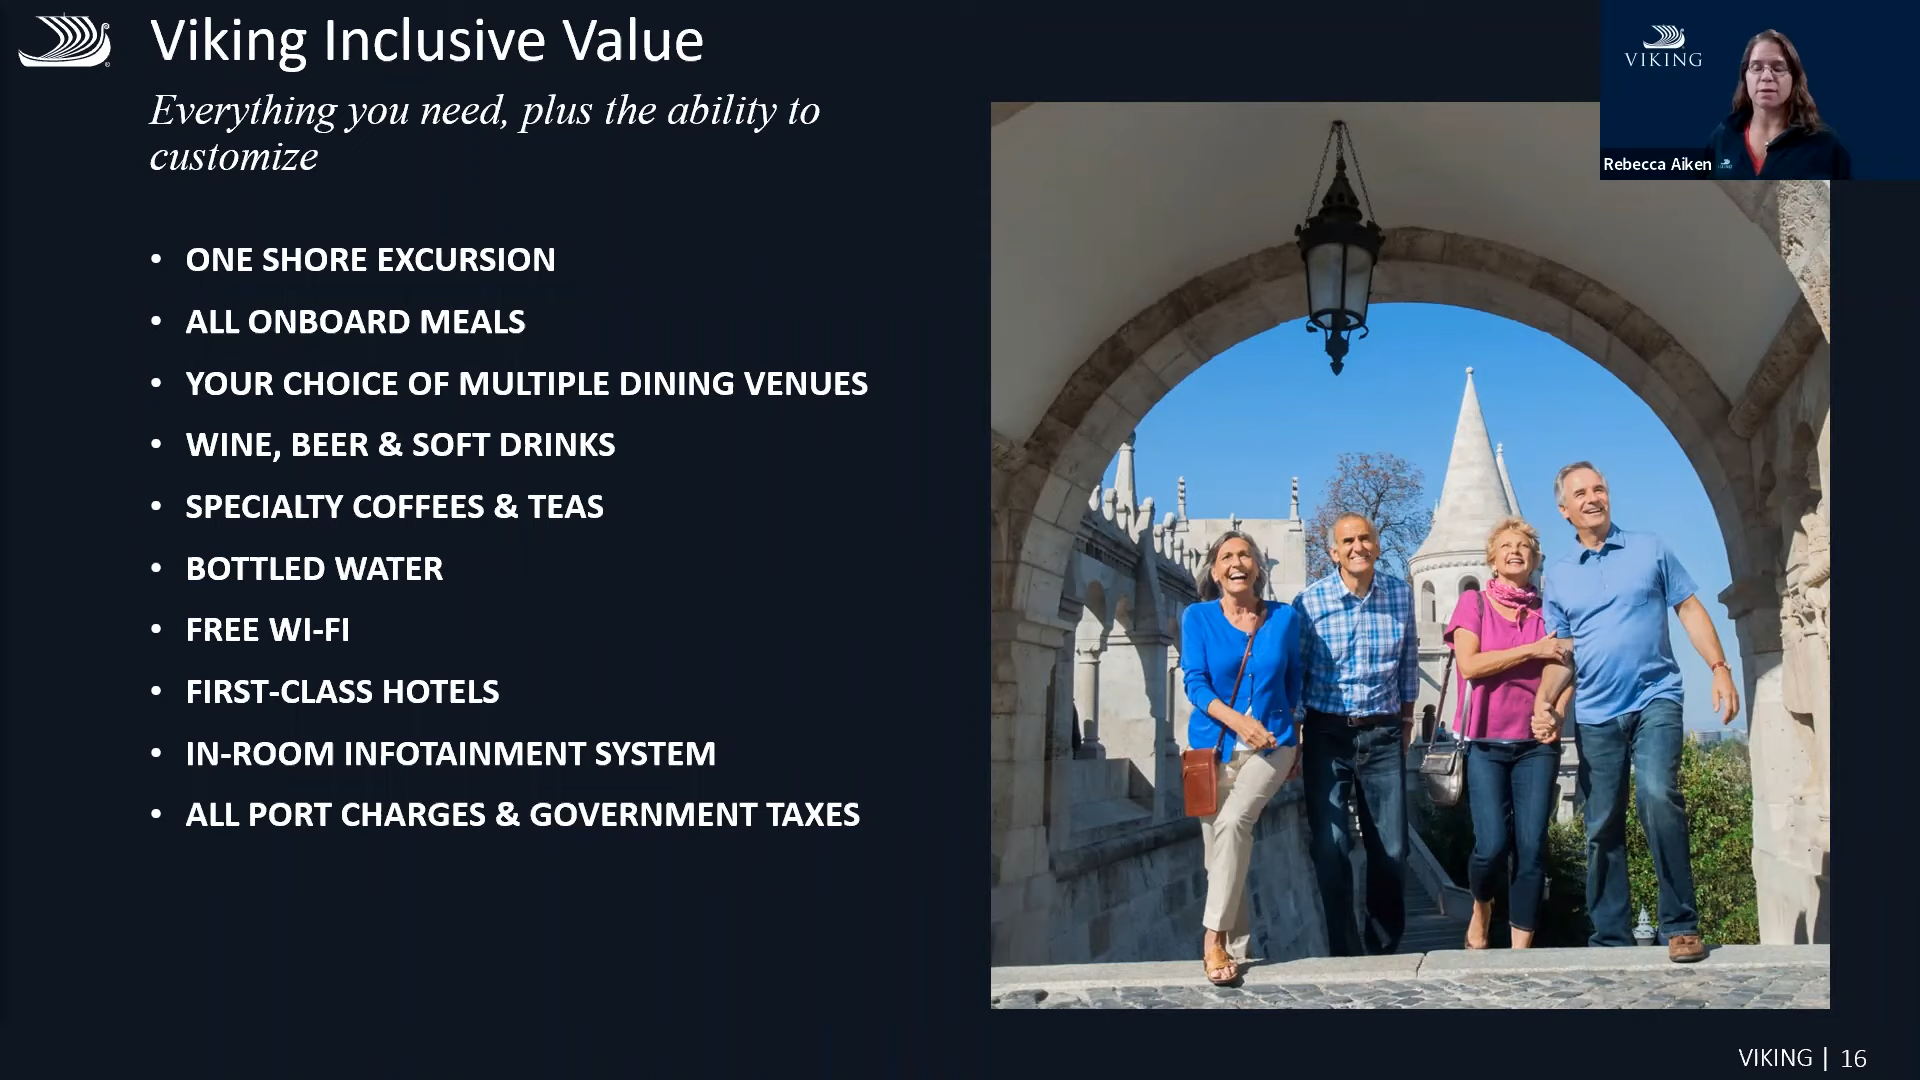 Viking Inclusive Value
Everything you need, plus the ability to
customize
• ONE SHORE EXCURSION
• ALL ONBOARD MEALS
• YOUR CHOICE OF MULTIPLE DINING VENUES
• WINE, BEER & SOFT DRINKS
• SPECIALTY COFFEES & TEAS
• BOTTLED WATER
• FREE WI-FI
• FIRST-CLASS HOTELS
• IN-ROOM INFOTAINMENT SYSTEM
• ALL PORT CHARGES & GOVERNMENT TAXES
VIKING
Rebecca Aiken
VIKING | 16